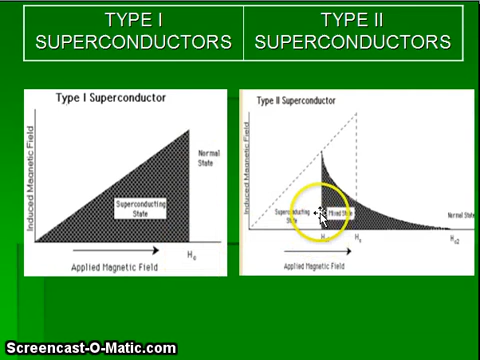 TYPE I
SUPERCONDUCTORS
TYPE II
SUPERCONDUCTORS
Type I Superconductor
Induced Magnetic Field
Normal
State
Superconducting
State
Hc
Applied Magnetic Field
Type II Superconductor
Induced Magnetic Field
Superconducting
State
Mixed State
Normal State
Hc
Hc2
Applied Magnetic Field
Screencast-O-Matic.com